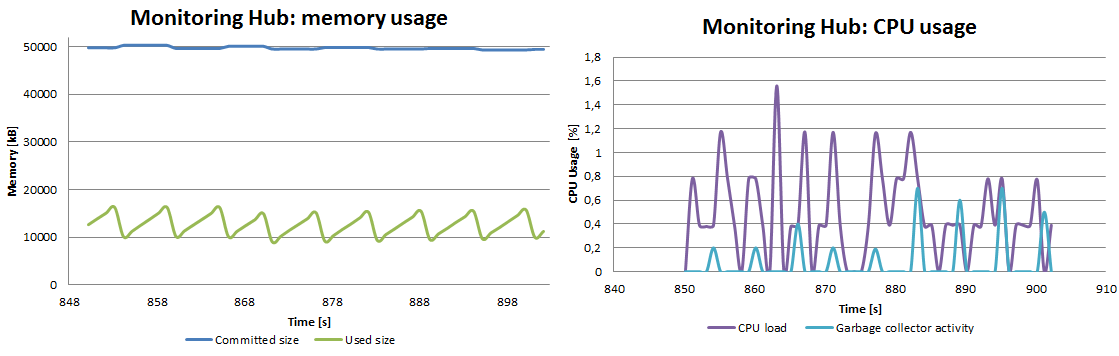 Monitoring Hub: memory usage
Memory [kB]
50000
40000
30000
20000
10000
0
848 858 868 878 888 898
Time [s]
Committed size Used size
Monitoring Hub: CPU usage
CPU Usage [%]
1,8
1,6
1,4
1,2
1
0,8
0,6
0,4
0,2
0
840 850 860 870 880 890 900 910
Time [s]
CPU load Garbage collector activity